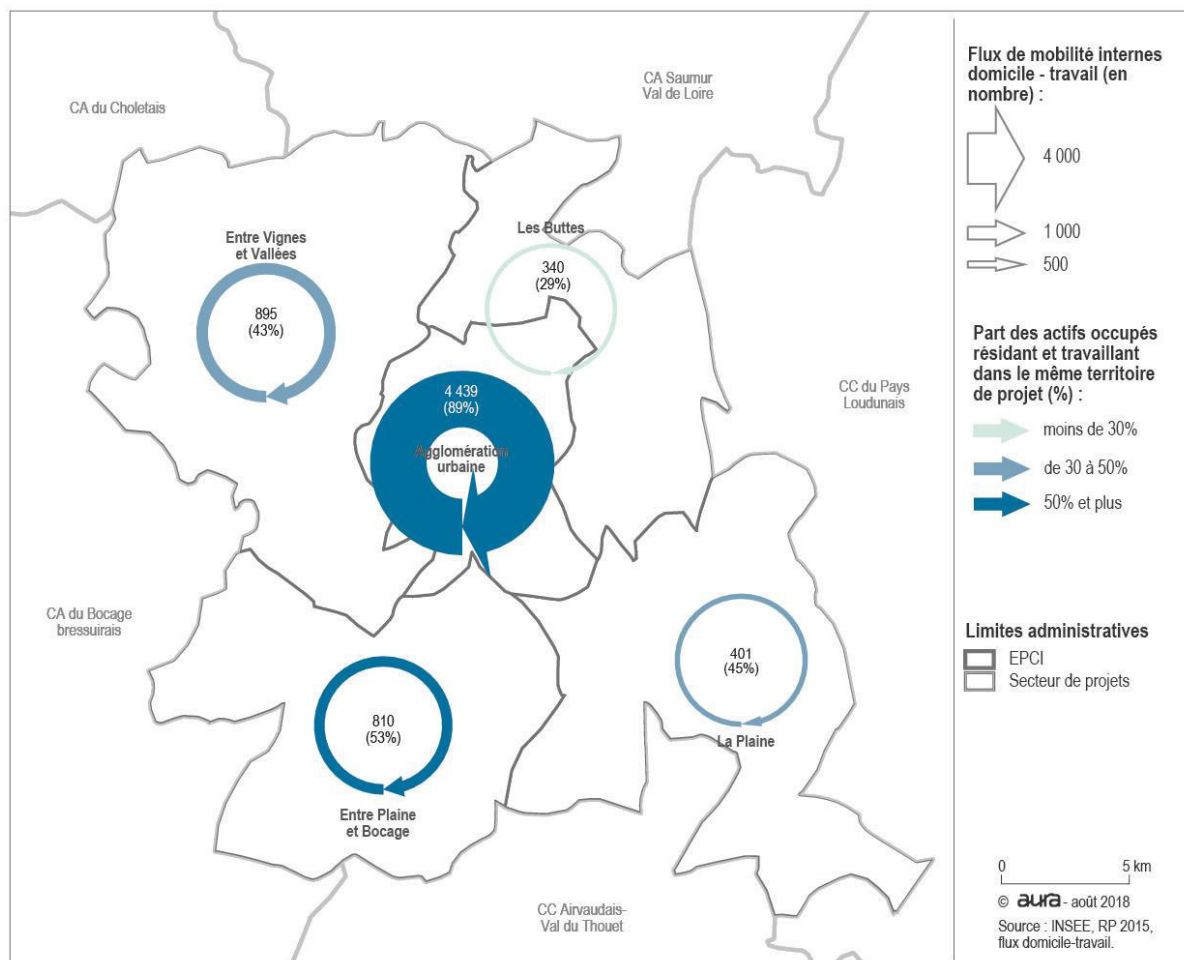 CA du Choletais
CA Saumur
Val de Loire
Entre Vignes
et Vallées
895
(43%)
Les Buttes
340
(29%)
4 439
(89%)
Agglomération
urbaine
CC du Pays
Loudunais
CA du Bocage
bressuirais
810
(53%)
Entre Plaine
et Bocage
401
(45%)
La Plaine
CC Airvaudais-
Val du Thouet
Flux de mobilité internes
domicile - travail (en
nombre) :
4 000
1 000
500
Part des actifs occupés
résidant et travaillant
dans le même territoire
de projet (%) :
moins de 30%
de 30 à 50%
50% et plus
Limites administratives
EPCI
Secteur de projets
0 5 km
© aura - août 2018
Source : INSEE, RP 2015,
flux domicile-travail.